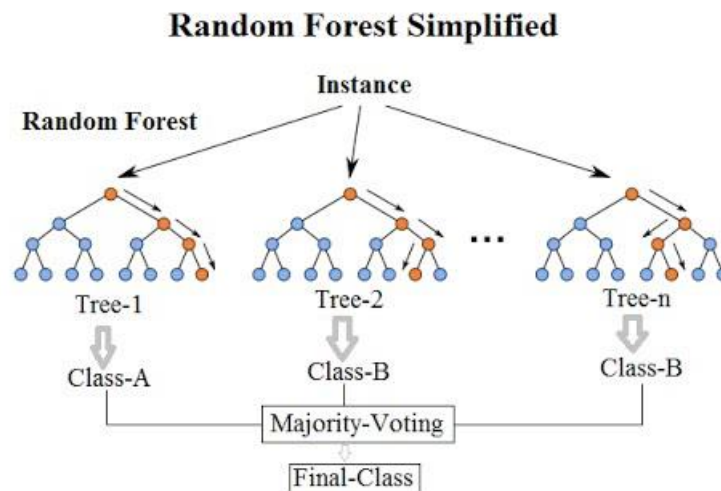 Random Forest Simplified
Instance
Random Forest
...
Tree-1
Tree-2
Tree-n
Class-A
Class-B
Class-B
Majority-Voting
Final-Class